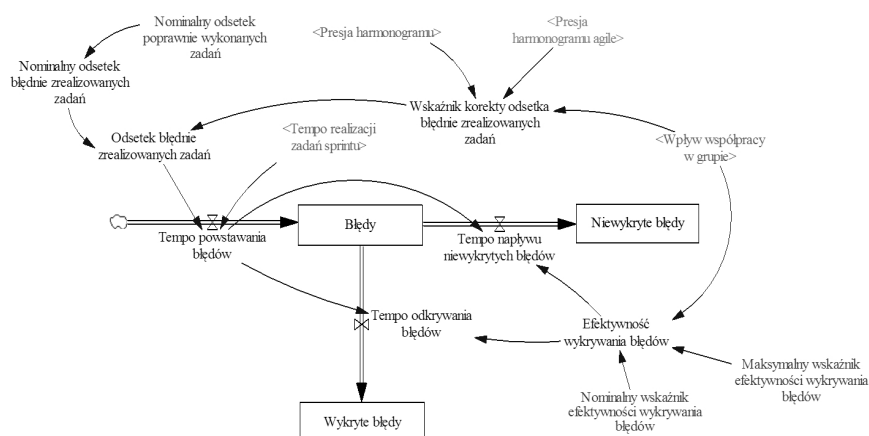 Nominalny odsetek
poprawnie wykonanych
zadań
<Presja harmonogramu>
<Presja
harmonogramu agile>
Nominalny odsetek
błędnie zrealizowanych
zadań
Wskaźnik korekty odsetka
błędnie zrealizowanych
zadań
<Tempo realizacji
zadań sprintu>
Odsetek błędnie
zrealizowanych zadań
<Wpływ współpracy
w grupie>
Błędy
Niewykryte błędy
Tempo powstawania
błędów
Tempo napływu
niewykrytych błędów
Tempo odkrywania
błędów
Efektywność
wykrywania błędów
Maksymalny wskaźnik
efektywności wykrywania
błędów
Nominalny wskaźnik
efektywności wykrywania
błędów
Wykryte błędy